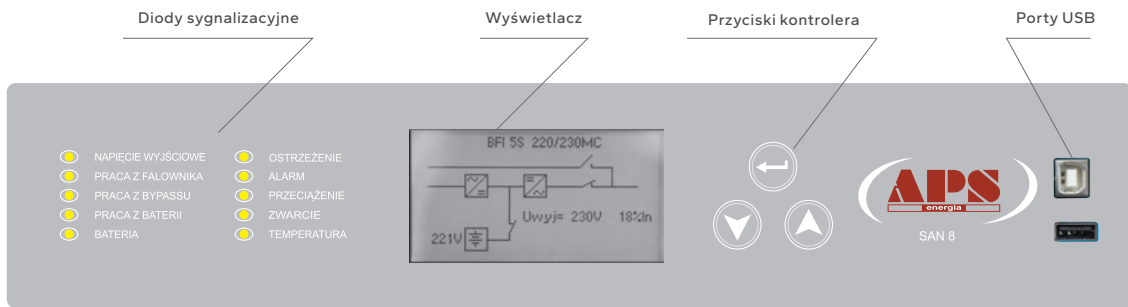 Diody sygnalizacyjne
Wyświetlacz
Przyciski kontrolera
Porty USB
NAPIĘCIE WYJŚCIOWE
PRACA Z FALOWNIKA
PRACA Z BYPASSU
PRACA Z BATERII
BATERIA
OSTRZEŻENIE
ALARM
PRZECIĄŻENIE
ZWARCIE
TEMPERATURA
BFI 5S 220/230MC
Uwyj= 230V 18%In
221V
APS
energia
SAN 8